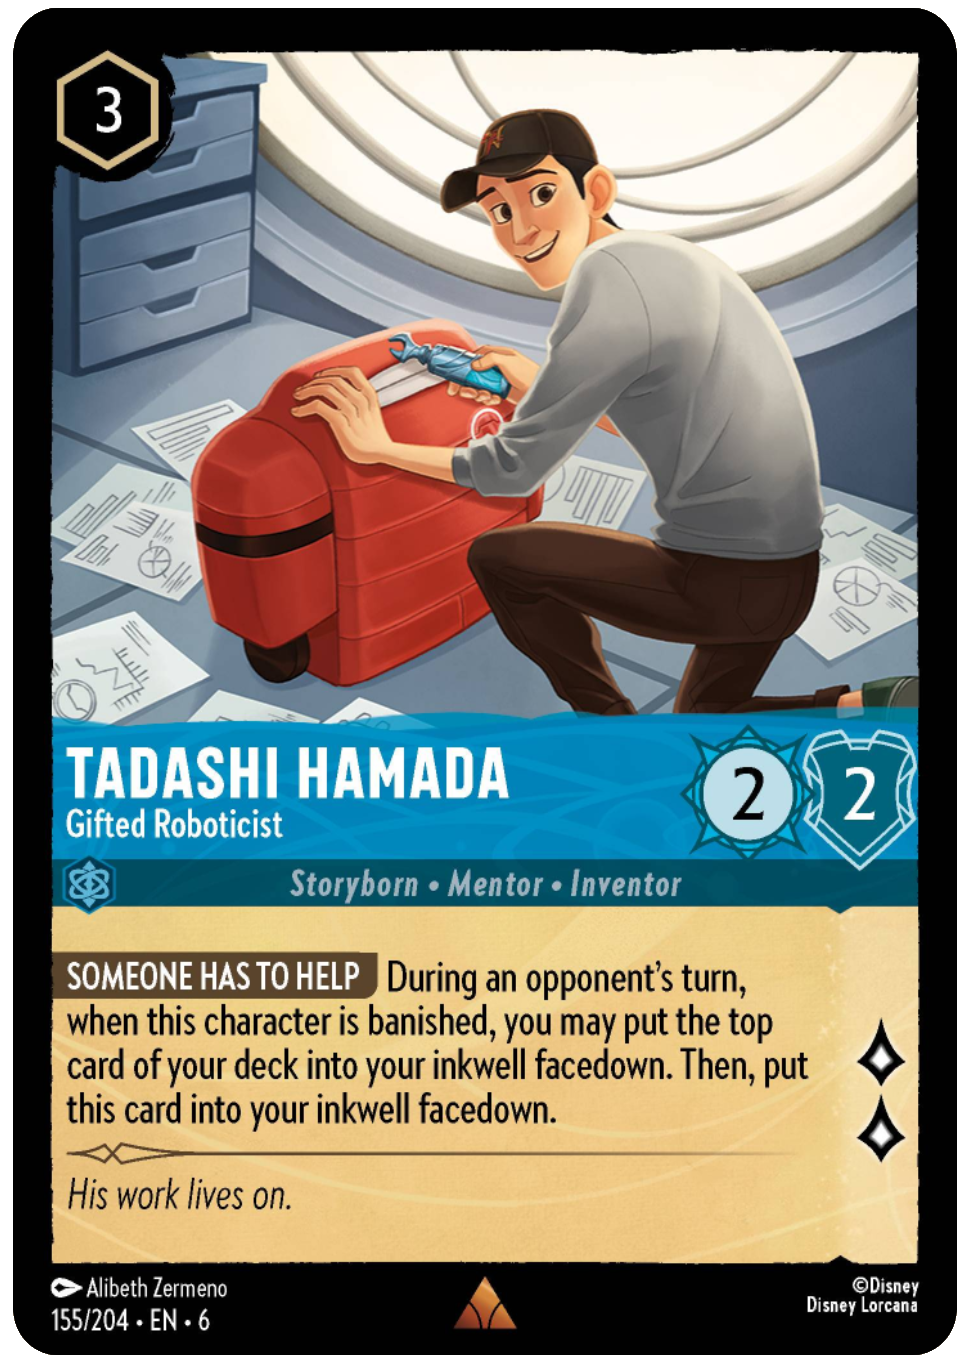 3
TADASHI HAMADA
Gifted Roboticist
2
2
Storyborn • Mentor • Inventor
SOMEONE HAS TO HELP During an opponent's turn,
when this character is banished, you may put the top
card of your deck into your inkwell facedown. Then, put
this card into your inkwell facedown.
His work lives on.
Alibeth Zermeno
155/204 • EN • 6
©Disney
Disney Lorcana